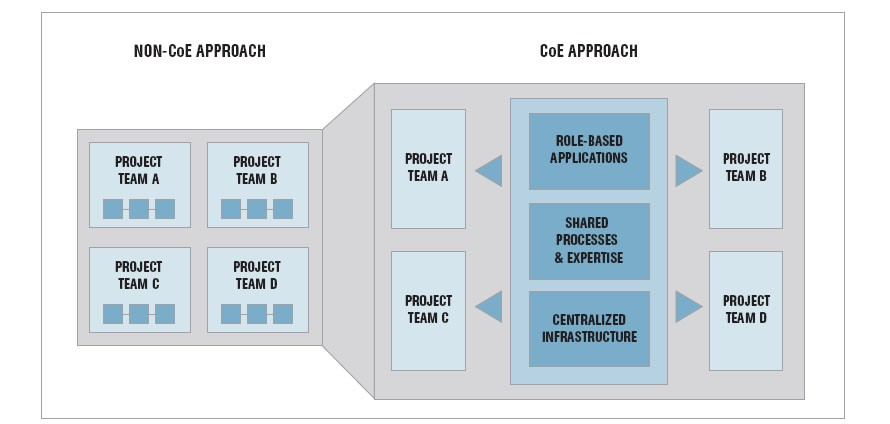 NON-CoE APPROACH
PROJECT
TEAM A
PROJECT
TEAM B
PROJECT
TEAM C
PROJECT
TEAM D
CoE APPROACH
PROJECT
TEAM A
ROLE-BASED
APPLICATIONS
PROJECT
TEAM B
SHARED
PROCESSES
& EXPERTISE
PROJECT
TEAM C
CENTRALIZED
INFRASTRUCTURE
PROJECT
TEAM D